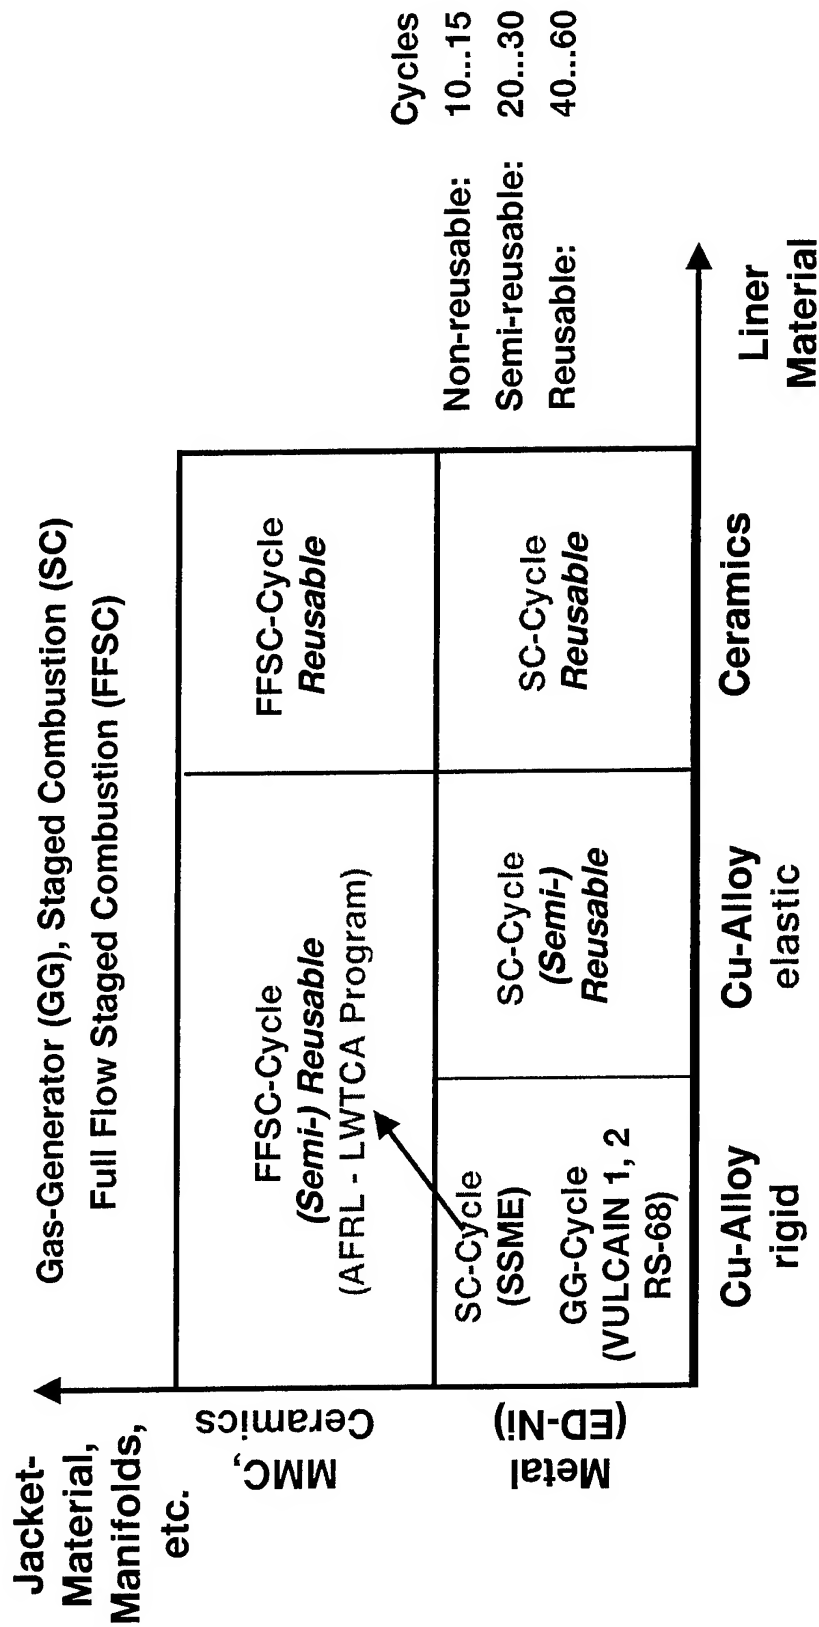 Gas-Generator (GG), Staged Combustion (SC)
Full Flow Staged Combustion (FFSC)
Jacket-
Material,
Manifolds,
etc.
MMC,
Ceramics
Metal
(ED-Ni)
FFSC-Cycle
(Semi-) Reusable
(AFRL - LWTCA Program)
FFSC-Cycle
Reusable
SC-Cycle
(SSME)
GG-Cycle
(VULCAIN 1, 2
RS-68)
SC-Cycle
(Semi-)
Reusable
SC-Cycle
Reusable
Cu-Alloy
rigid
Cu-Alloy
elastic
Ceramics
Liner
Material
Cycles
Non-reusable: 10...15
Semi-reusable: 20...30
Reusable: 40...60